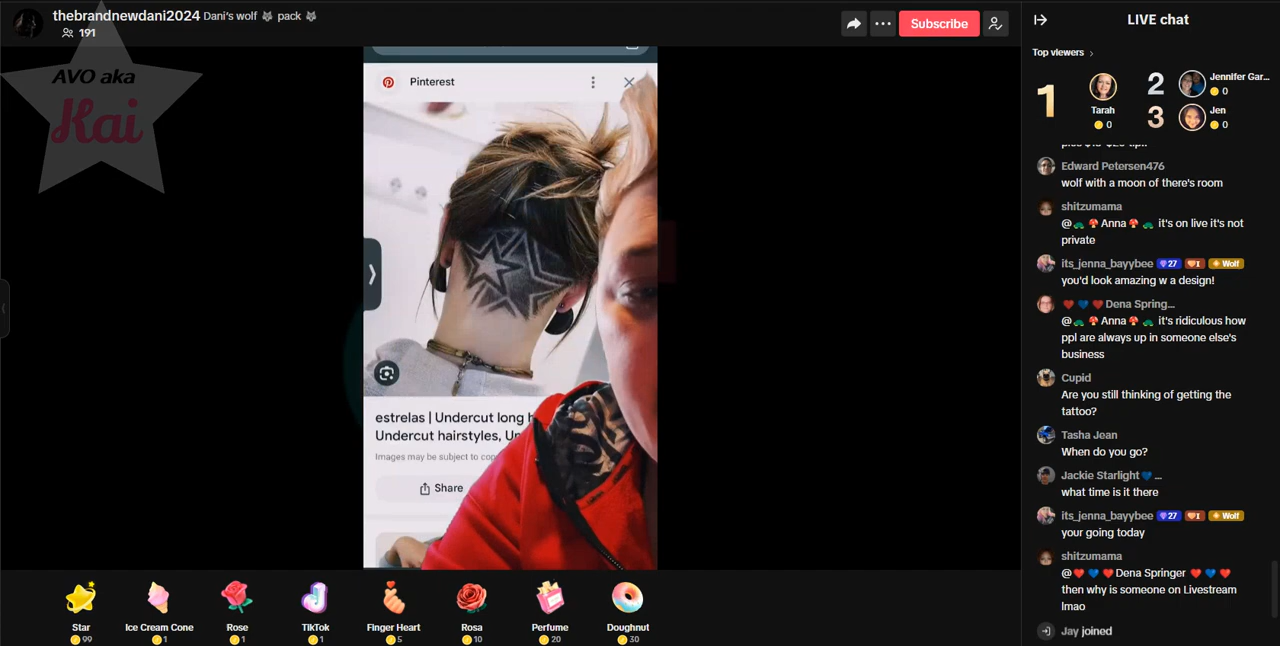 thebrandnewdani2024 Dani's wolf 🐺 pack 🐺
191
Subscribe
LIVE chat
AVO aka
Kai
Pinterest
estrelas | Undercut long h
Undercut hairstyles, Un
Images may be subject to cop
Share
Top viewers
1
Tarah
0
2
Jennifer Gar...
0
3
Jen
0
Edward Petersen476
wolf with a moon of there's room
shitzumama
@🐢 🍄Anna🍄 🐢 it's on live it's not
private
its_jenna_bayybee 27 I Wolf
you'd look amazing w a design!
❤️💙❤️Dena Spring...
@🐢 🍄Anna🍄 🐢 it's ridiculous how
ppl are always up in someone else's
business
Cupid
Are you still thinking of getting the
tattoo?
Tasha Jean
When do you go?
Jackie Starlight💙...
what time is it there
its_jenna_bayybee 27 I Wolf
your going today
shitzumama
@❤️💙❤️Dena Springer ❤️💙❤️
then why is someone on Livestream
lmao
Jay joined
Star
99
Ice Cream Cone
1
Rose
1
TikTok
1
Finger Heart
5
Rosa
10
Perfume
20
Doughnut
30